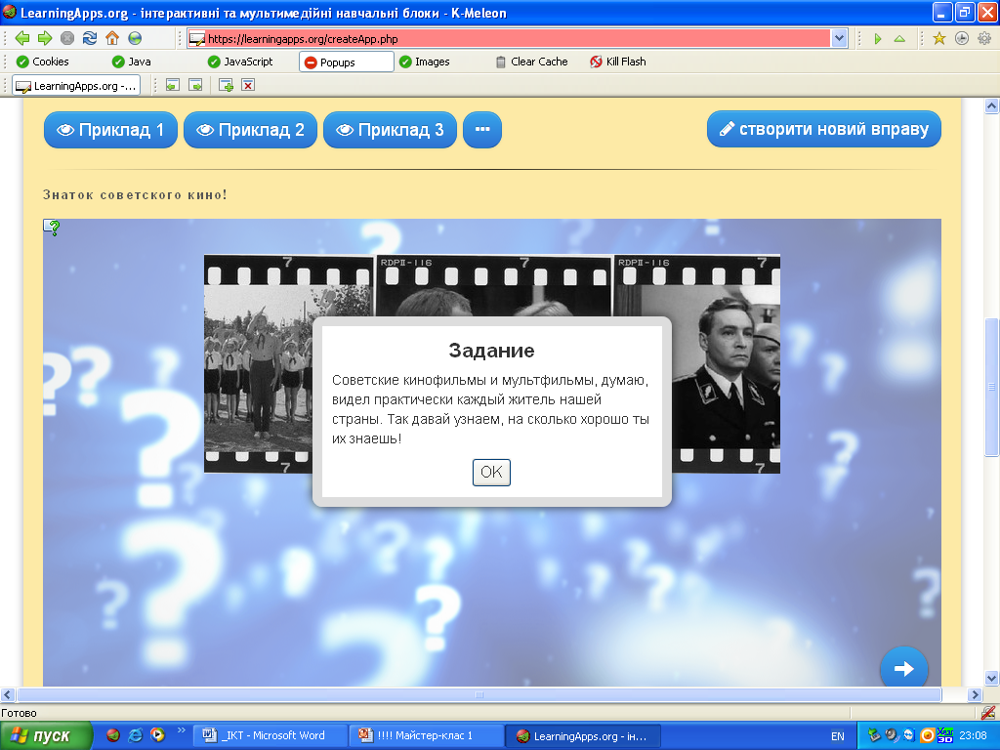 LearningApps.org - інтерактивні та мультимедійні навчальні блоки - K-Meleon
https://learningapps.org/createApp.php
Cookies Java JavaScript Popups Images Clear Cache Kill Flash
LearningApps.org -...
Приклад 1 Приклад 2 Приклад 3 ... створити новий вправу
Знаток советского кино!
7 RDPII-116 7 RDPII-116 7
Задание
Советские кинофильмы и мультфильмы, думаю,
видел практически каждый житель нашей
страны. Так давай узнаем, на сколько хорошо ты
их знаешь!
OK
7 7
Готово
пуск _ІКТ - Microsoft Word !!!! Майстер-клас 1 LearningApps.org - ін... EN 23:08